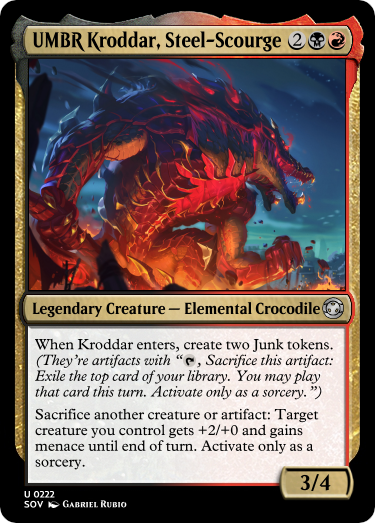 UMBR Kroddar, Steel-Scourge 2
Legendary Creature — Elemental Crocodile
When Kroddar enters, create two Junk tokens.
(They're artifacts with “, Sacrifice this artifact:
Exile the top card of your library. You may play
that card this turn. Activate only as a sorcery.”)
Sacrifice another creature or artifact: Target
creature you control gets +2/+0 and gains
menace until end of turn. Activate only as a
sorcery.
3/4
U 0222
SOV Gabriel Rubio